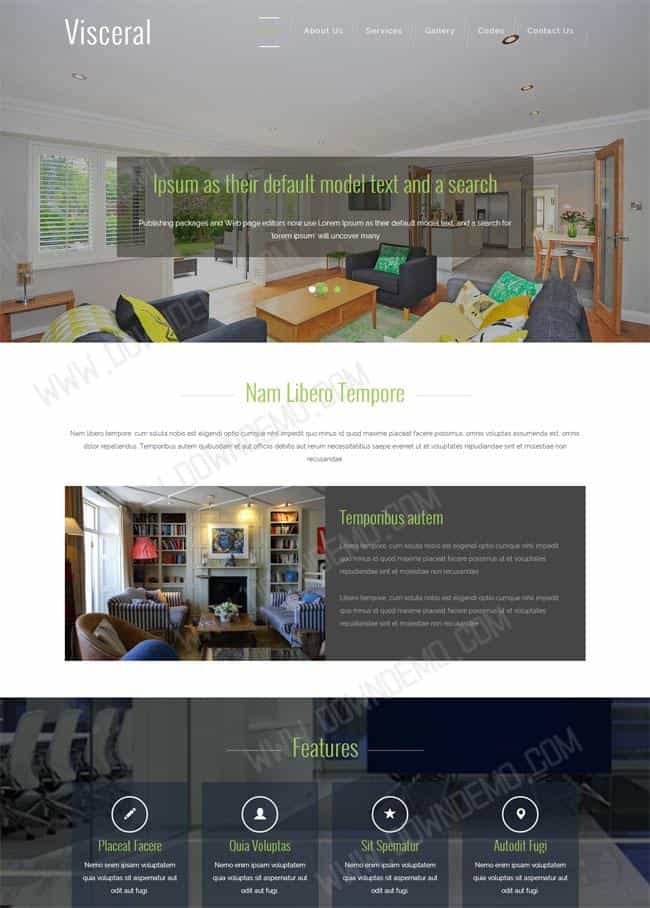 Visceral
About Us
Services
Gallery
Codes
Contact Us
Ipsum as their default model text and a search
Publishing packages and Web page editors now use Lorem Ipsum as their default model text, and a search for
'lorem ipsum' will uncover many
Nam Libero Tempore
Nam libero tempore, cum soluta nobis est eligendi optio cumque nihil impedit quo minus id quod maxime placeat facere possimus, omnis voluptas assumenda est, omnis
dolor repellendus. Temporibus autem quibusdam et aut officiis debitis aut rerum necessitatibus saepe eveniet ut et voluptates repudiandae sint et molestiae non
recusandae
Temporibus autem
Libero tempore, cum soluta nobis est eligendi optio cumque nihil impedit
quo minus id quod maxime placeat facere possimus ut et voluptates
repudiandae sint et molestiae non recusandae
Libero tempore, cum soluta nobis est eligendi optio cumque nihil impedit
quo minus id quod maxime placeat facere possimus ut et voluptates
repudiandae sint et molestiae non recusandae
Features
Placeat Facere
Nemo enim ipsam voluptatem
quia voluptas sit aspernatur aut
odit aut fugi
Quia Voluptas
Nemo enim ipsam voluptatem
quia voluptas sit aspernatur aut
odit aut fugi
Sit Spernatur
Nemo enim ipsam voluptatem
quia voluptas sit aspernatur aut
odit aut fugi
Autodit Fugi
Nemo enim ipsam voluptatem
quia voluptas sit aspernatur aut
odit aut fugi
WWW.DOWNDEMO.COM
WWW.DOWNDEMO.COM
WWW.DOWNDEMO.COM
WWW.DOWNDEMO.COM